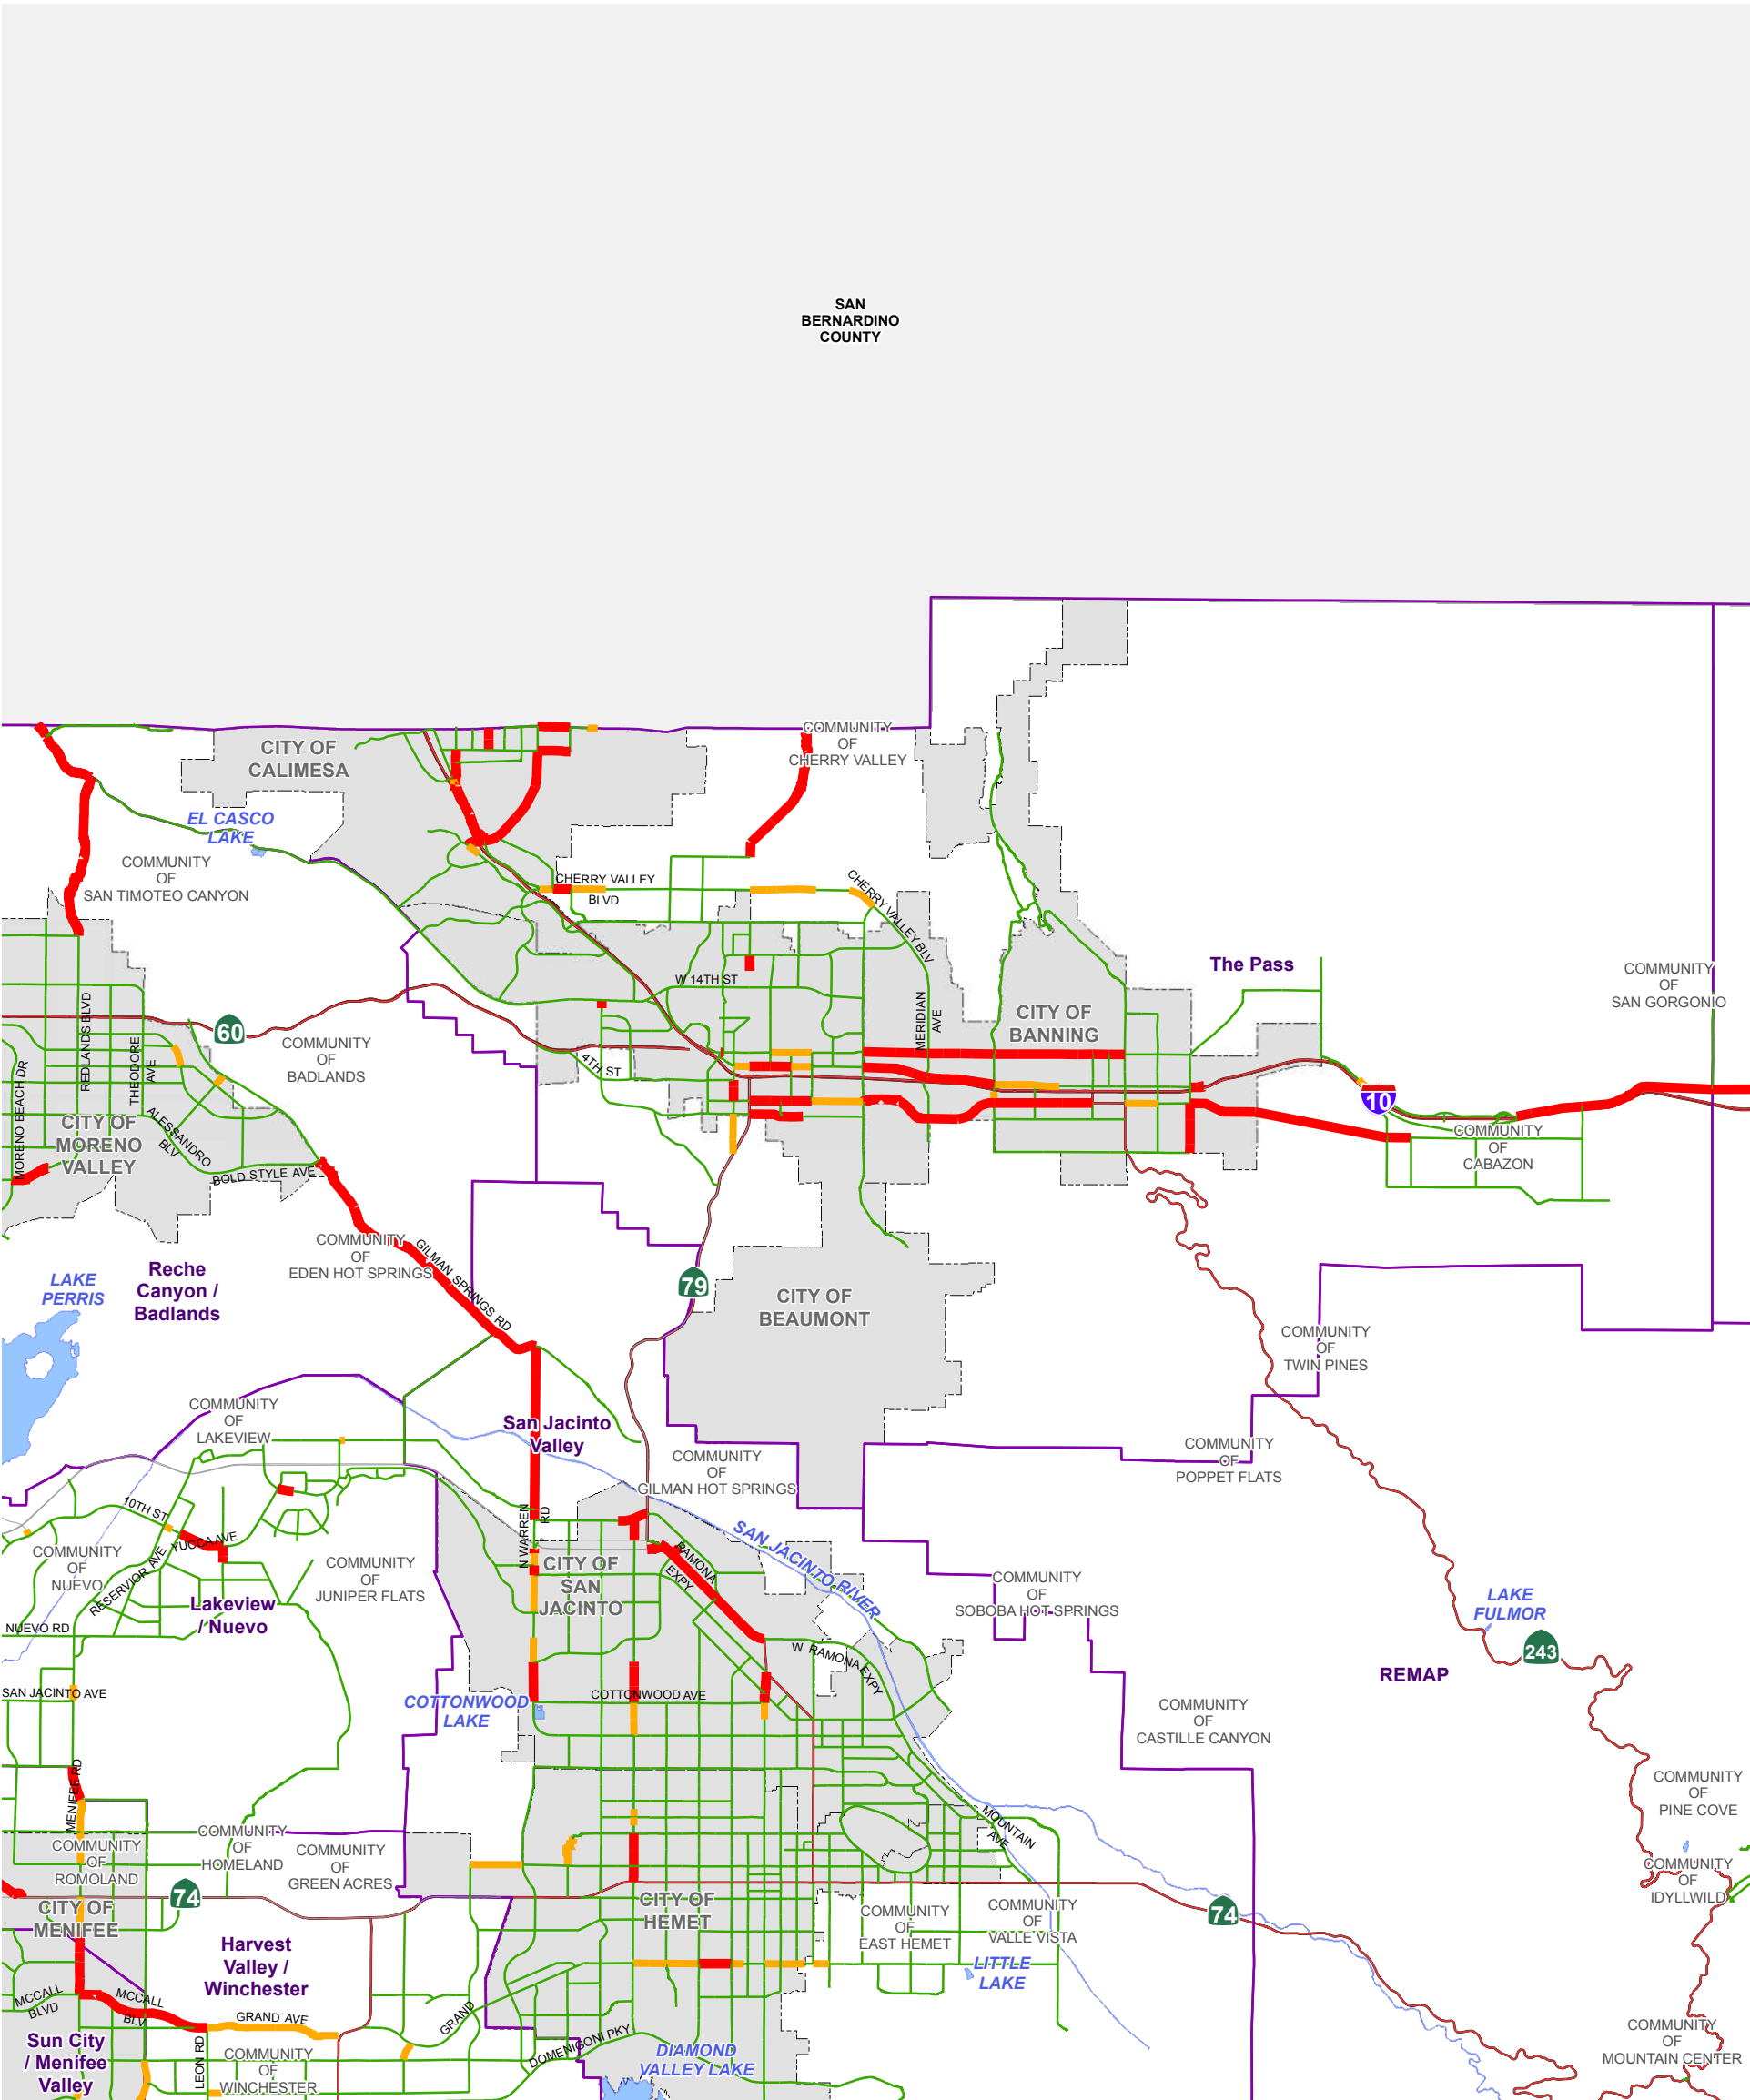 SAN
BERNARDINO
COUNTY
COMMUNITY
OF
CHERRY VALLEY
CITY OF
CALIMESA
EL CASCO
LAKE
COMMUNITY
OF
SAN TIMOTEO CANYON
CHERRY VALLEY
BLVD
CHERRY VALLEY BLV
W 14TH ST
The Pass
COMMUNITY
OF
SAN GORGONIO
REDLANDS BLVD
THEODORE
AVE
60
COMMUNITY
OF
BADLANDS
MERIDIAN
AVE
CITY OF
BANNING
4TH ST
MORENO BEACH DR
10
CITY OF
MORENO
VALLEY
ALESSANDRO
BLV
BOLD STYLE AVE
COMMUNITY
OF
CABAZON
COMMUNITY
OF
EDEN HOT SPRINGS
GILMAN SPRINGS RD
Reche
Canyon /
Badlands
LAKE
PERRIS
79
CITY OF
BEAUMONT
COMMUNITY
OF
TWIN PINES
COMMUNITY
OF
LAKEVIEW
San Jacinto
Valley
COMMUNITY
OF
GILMAN HOT SPRINGS
COMMUNITY
OF
POPPET FLATS
10TH ST
YUCCA AVE
RESERVIOR AVE
COMMUNITY
OF
NUEVO
COMMUNITY
OF
JUNIPER FLATS
N WARREN
RD
CITY OF
SAN
JACINTO
RAMONA
EXPY
SAN JACINTO RIVER
COMMUNITY
OF
SOBOBA HOT SPRINGS
LAKE
FULMOR
243
Lakeview
/ Nuevo
NUEVO RD
W RAMONA EXPY
REMAP
SAN JACINTO AVE
COTTONWOOD
LAKE
COTTONWOOD AVE
COMMUNITY
OF
CASTILLE CANYON
MENIFEE RD
COMMUNITY
OF
PINE COVE
COMMUNITY
OF
ROMOLAND
COMMUNITY
OF
HOMELAND
COMMUNITY
OF
GREEN ACRES
MOUNTAIN
AVE
COMMUNITY
OF
IDYLLWILD
74
CITY OF
MENIFEE
CITY OF
HEMET
COMMUNITY
OF
EAST HEMET
COMMUNITY
OF
VALLE VISTA
74
Harvest
Valley /
Winchester
LITTLE
LAKE
MCCALL
BLVD
MCCALL
BLV
GRAND AVE
GRAND
DOMENIGONI PKY
LEON RD
Sun City
/ Menifee
Valley
COMMUNITY
OF
WINCHESTER
DIAMOND
VALLEY LAKE
COMMUNITY
OF
MOUNTAIN CENTER